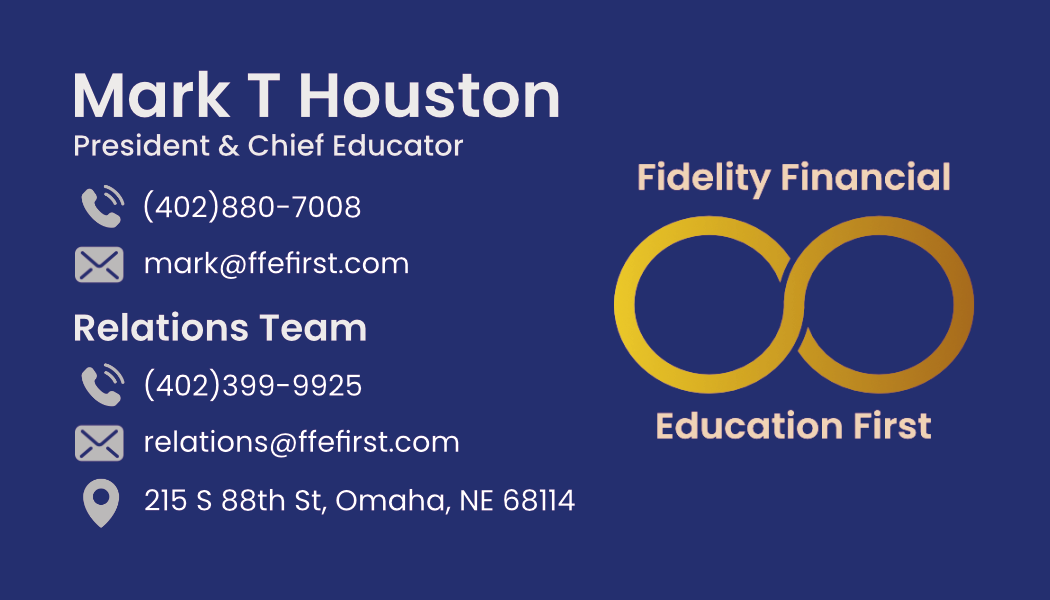 Mark T Houston
President & Chief Educator
(402)880-7008
mark@ffefirst.com
Relations Team
(402)399-9925
relations@ffefirst.com
215 S 88th St, Omaha, NE 68114
Fidelity Financial
Education First